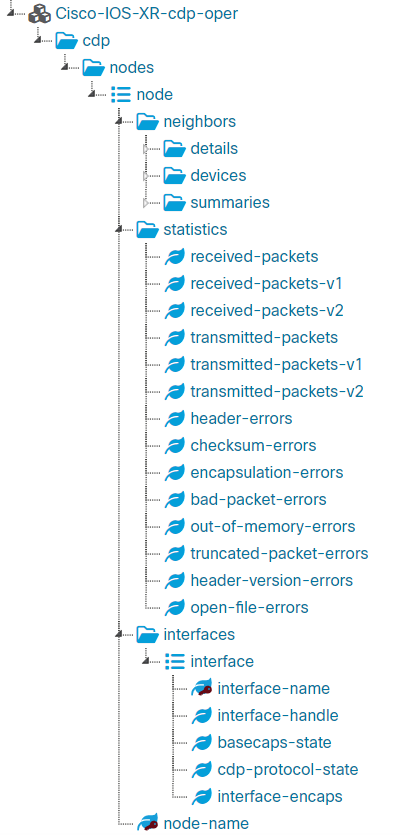 Cisco-IOS-XR-cdp-oper
cdp
nodes
node
neighbors
details
devices
summaries
statistics
received-packets
received-packets-v1
received-packets-v2
transmitted-packets
transmitted-packets-v1
transmitted-packets-v2
header-errors
checksum-errors
encapsulation-errors
bad-packet-errors
out-of-memory-errors
truncated-packet-errors
header-version-errors
open-file-errors
interfaces
interface
interface-name
interface-handle
basecaps-state
cdp-protocol-state
interface-encaps
node-name